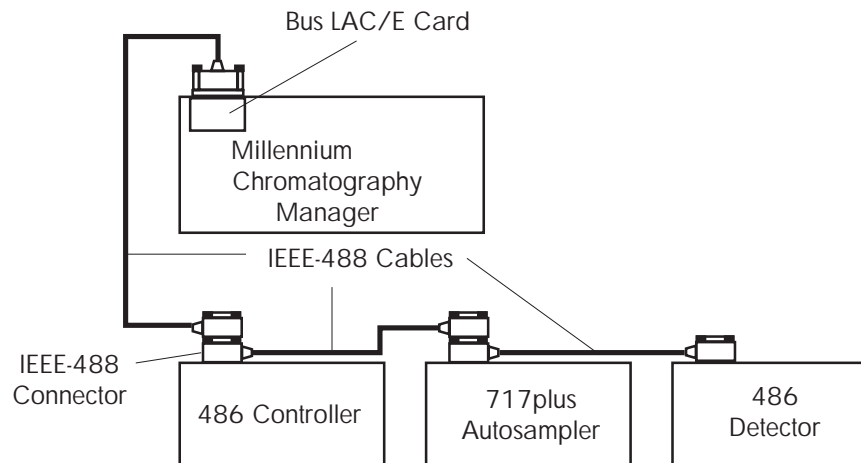 Bus LAC/E Card
Millennium
Chromatography
Manager
IEEE-488 Cables
IEEE-488
Connector
486 Controller
717plus
Autosampler
486
Detector